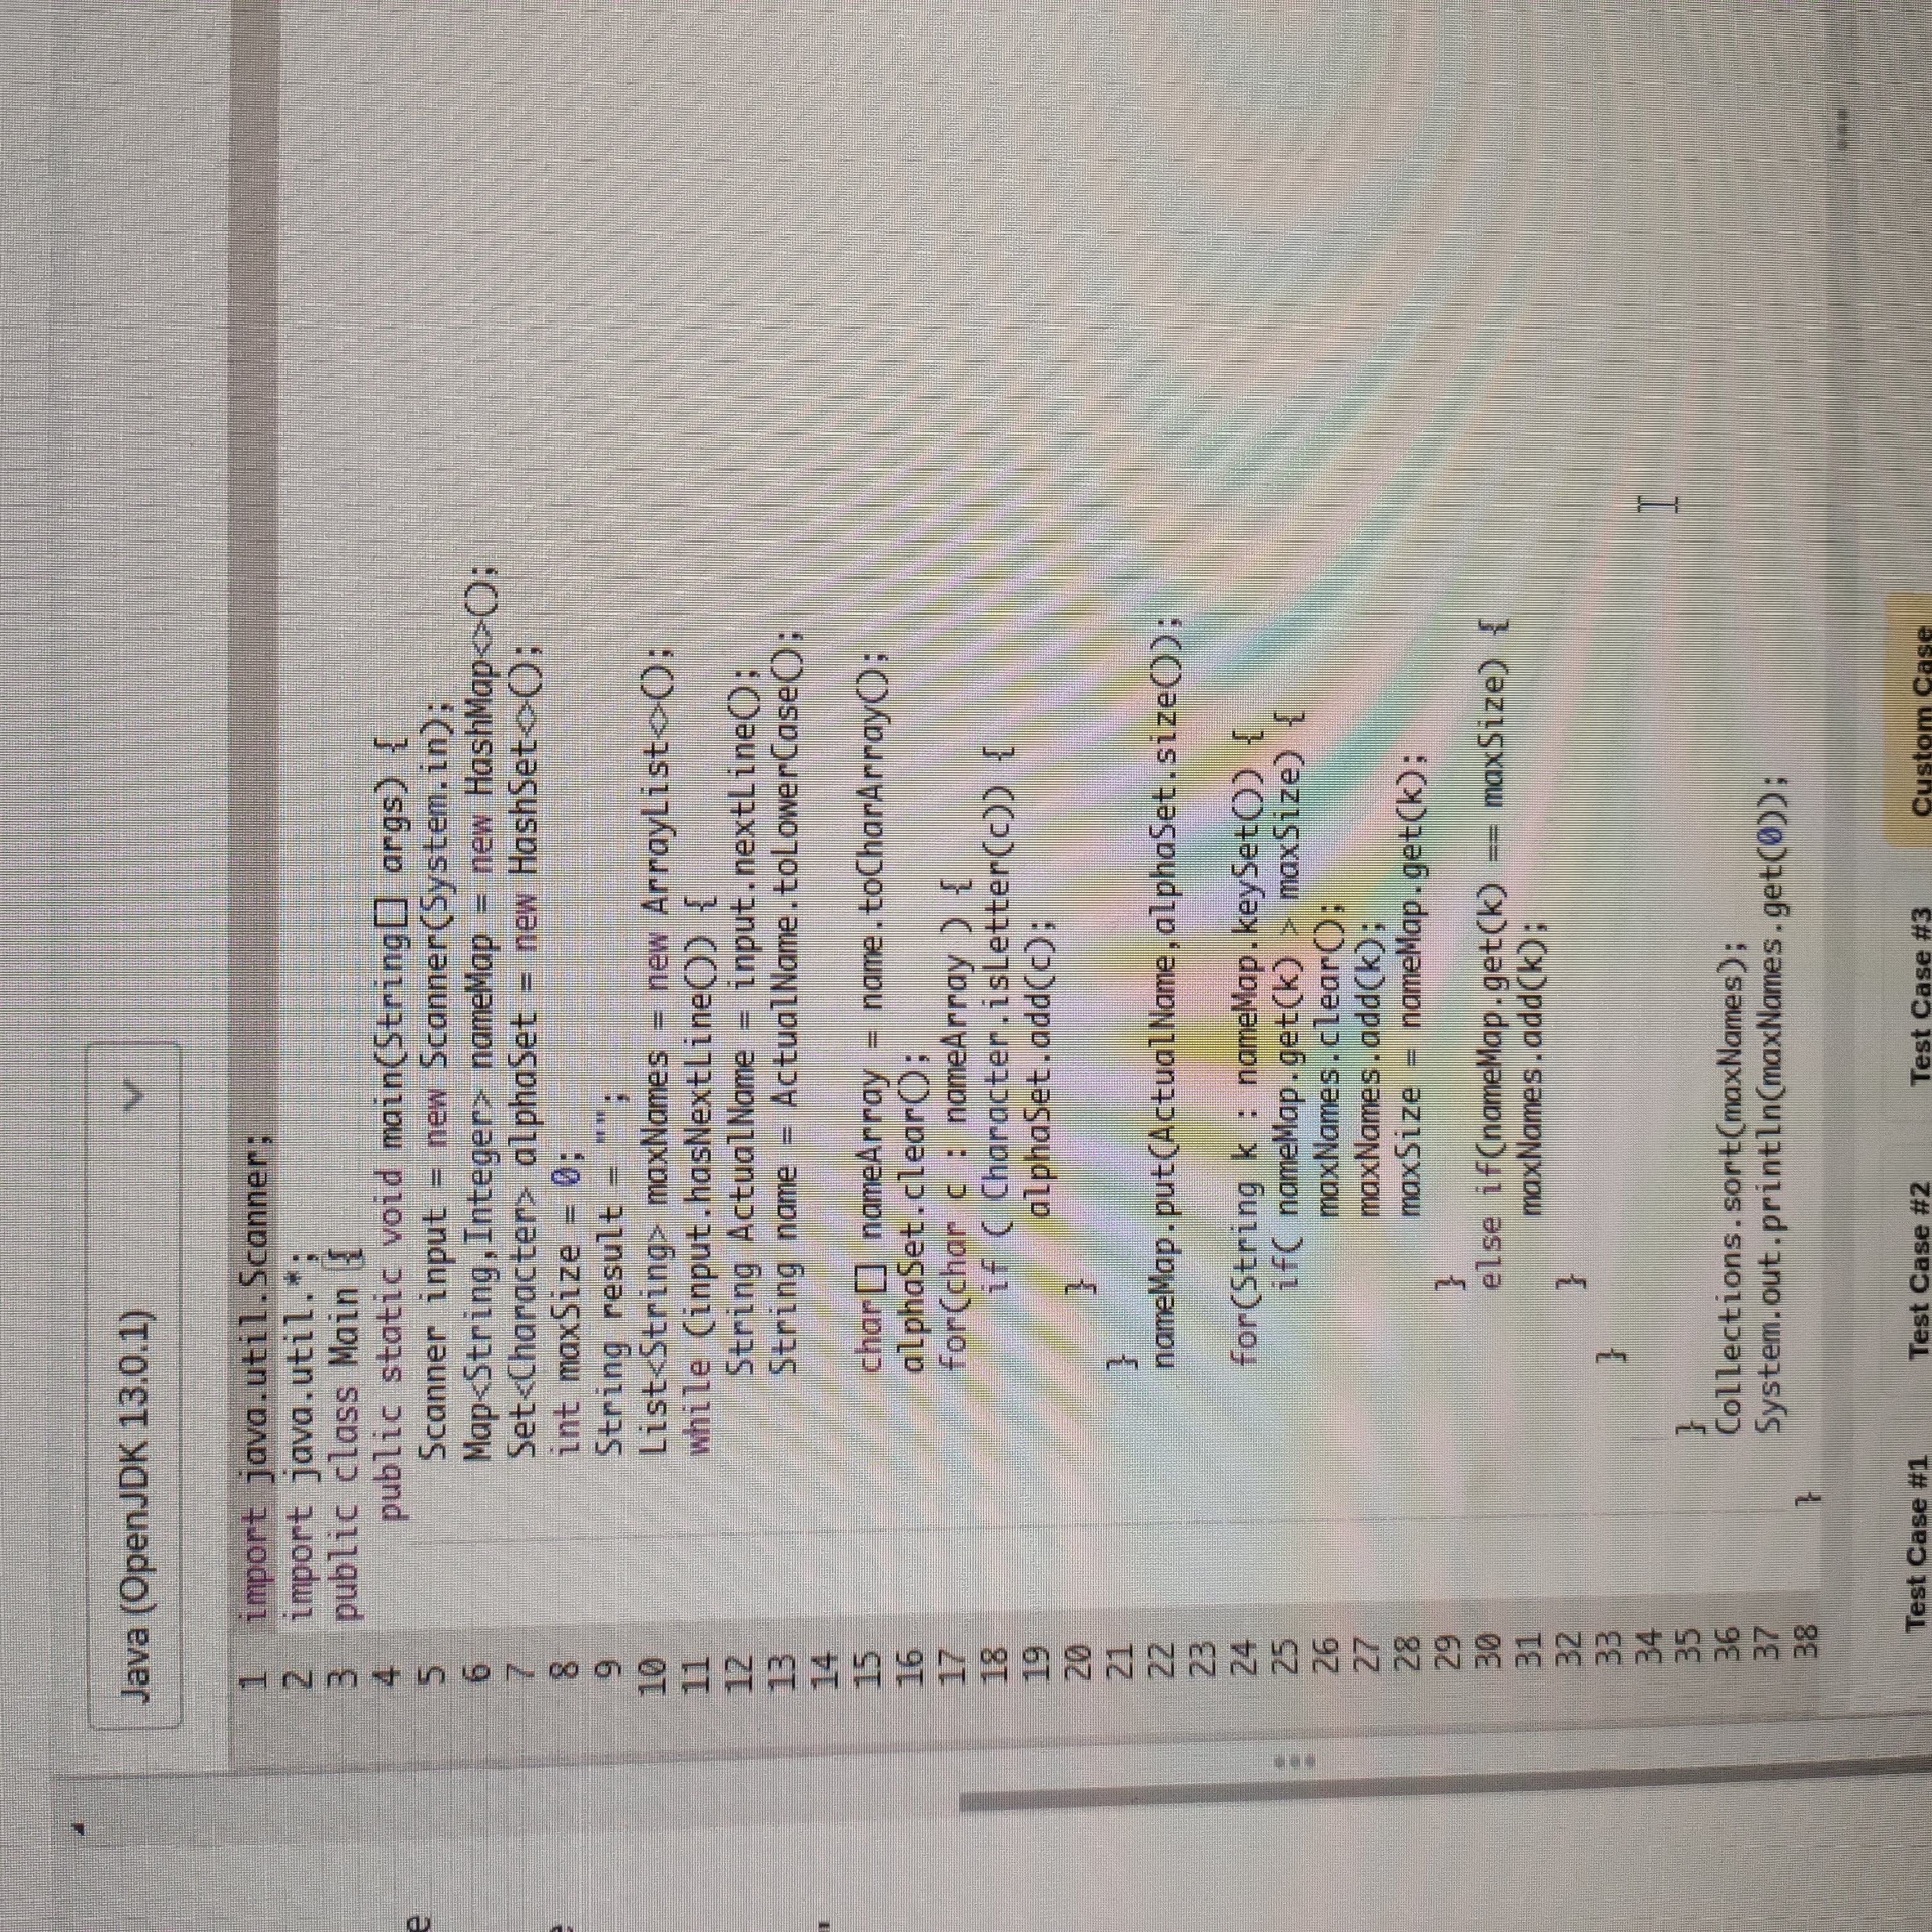 Java (OpenJDK 13.0.1)
1 import java.util.Scanner;
2 import java.util.*;
3 public class Main {
4 public static void main(String[] args) {
e
5 Scanner input = new Scanner(System.in);
6 Map<String,Integer> nameMap = new HashMap<>();
7 Set<Character> alphaSet = new HashSet<>();
e
8 int maxSize = 0;
9 String result = "";
10 List<String> maxNames = new ArrayList<>();
11 while (input.hasNextLine()) {
12 String ActualName = input.nextLine();
13 String name = ActualName.toLowerCase();
"
14
15 char[] nameArray = name.toCharArray();
16 alphaSet.clear();
17 for(char c : nameArray ) {
18 if ( Character.isLetter(c)) {
19 alphaSet.add(c);
20 }
21 }
22 nameMap.put(ActualName,alphaSet.size());
23
24 for(String k : nameMap.keySet()) {
25 if( nameMap.get(k) > maxSize) {
26 maxNames.clear();
27 maxNames.add(k);
28 maxSize = nameMap.get(k);
29 }
30 else if(nameMap.get(k) == maxSize) {
31 maxNames.add(k);
32 }
33 }
34
35 }
36 Collections.sort(maxNames);
37 System.out.println(maxNames.get(0));
38 }
Test Case #1 Test Case #2 Test Case #3 Custom Case